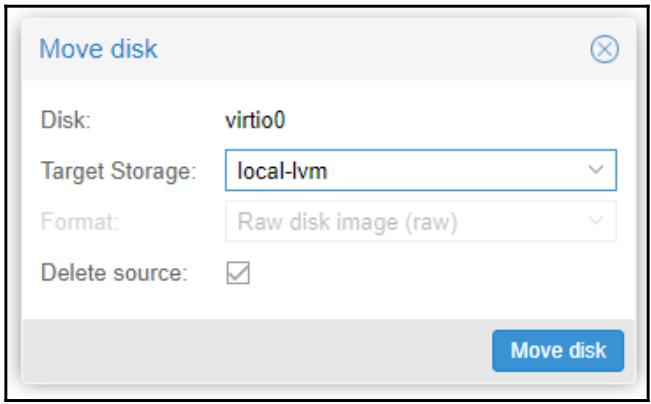 Move disk
Disk: virtio0
Target Storage: local-lvm
Format: Raw disk image (raw)
Delete source:
Move disk